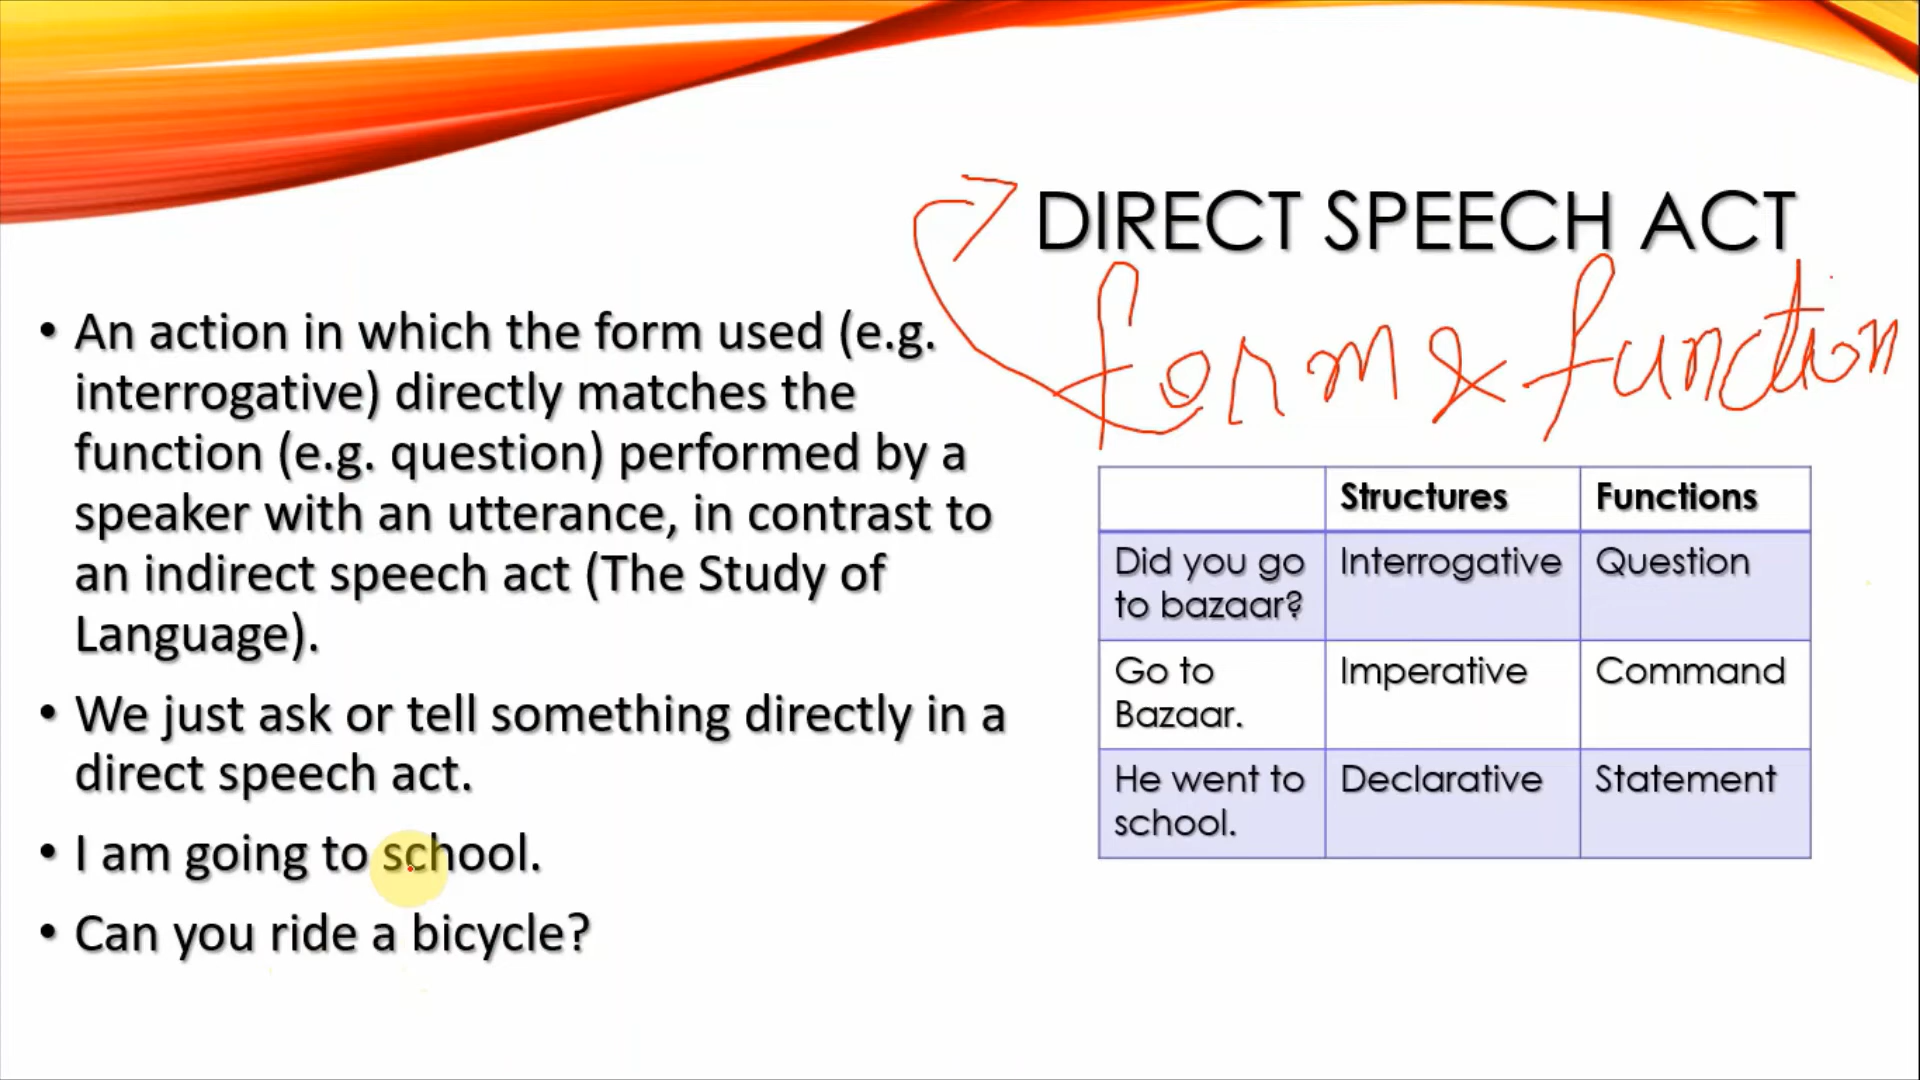 DIRECT SPEECH ACT
form & function
• An action in which the form used (e.g.
interrogative) directly matches the
function (e.g. question) performed by a
speaker with an utterance, in contrast to
an indirect speech act (The Study of
Language).
• We just ask or tell something directly in a
direct speech act.
• I am going to school.
• Can you ride a bicycle?
Structures Functions
Did you go Interrogative Question
to bazaar?
Go to Imperative Command
Bazaar.
He went to Declarative Statement
school.